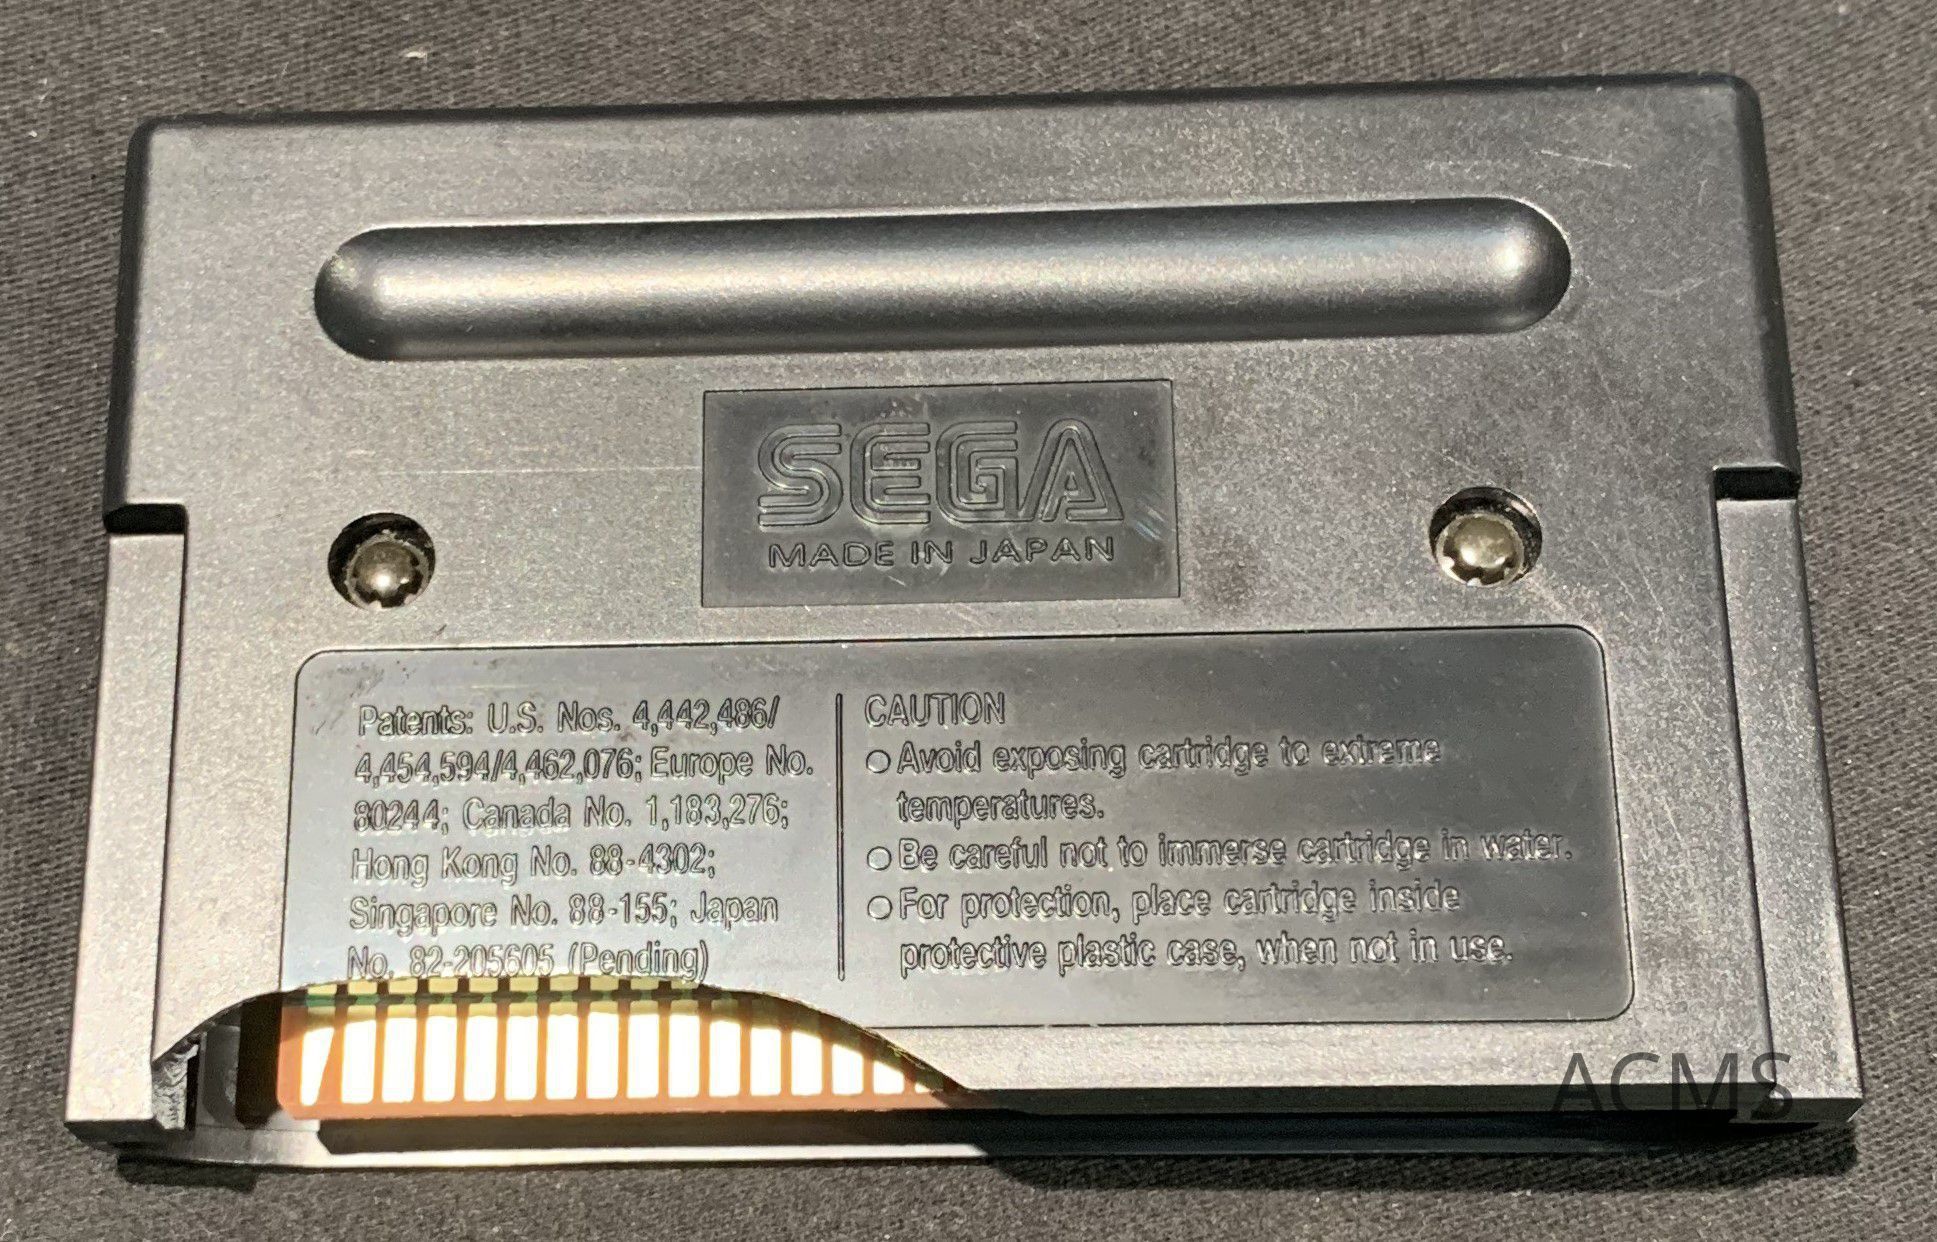 SEGA
MADE IN JAPAN
Patents: U.S. Nos. 4,442,486/
4,454,594/4,462,076; Europe No.
80244; Canada No. 1,183,276;
Hong Kong No. 88-4302;
Singapore No. 88-155; Japan
No. 82-205605 (Pending)
CAUTION
○ Avoid exposing cartridge to extreme
temperatures.
○ Be careful not to immerse cartridge in water.
○ For protection, place cartridge inside
protective plastic case, when not in use.
ACMS